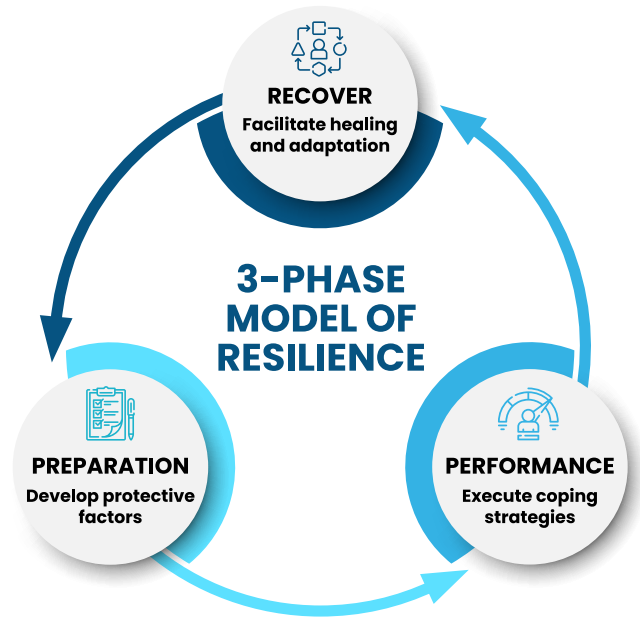 RECOVER
Facilitate healing
and adaptation
3-PHASE
MODEL OF
RESILIENCE
PREPARATION
Develop protective
factors
PERFORMANCE
Execute coping
strategies